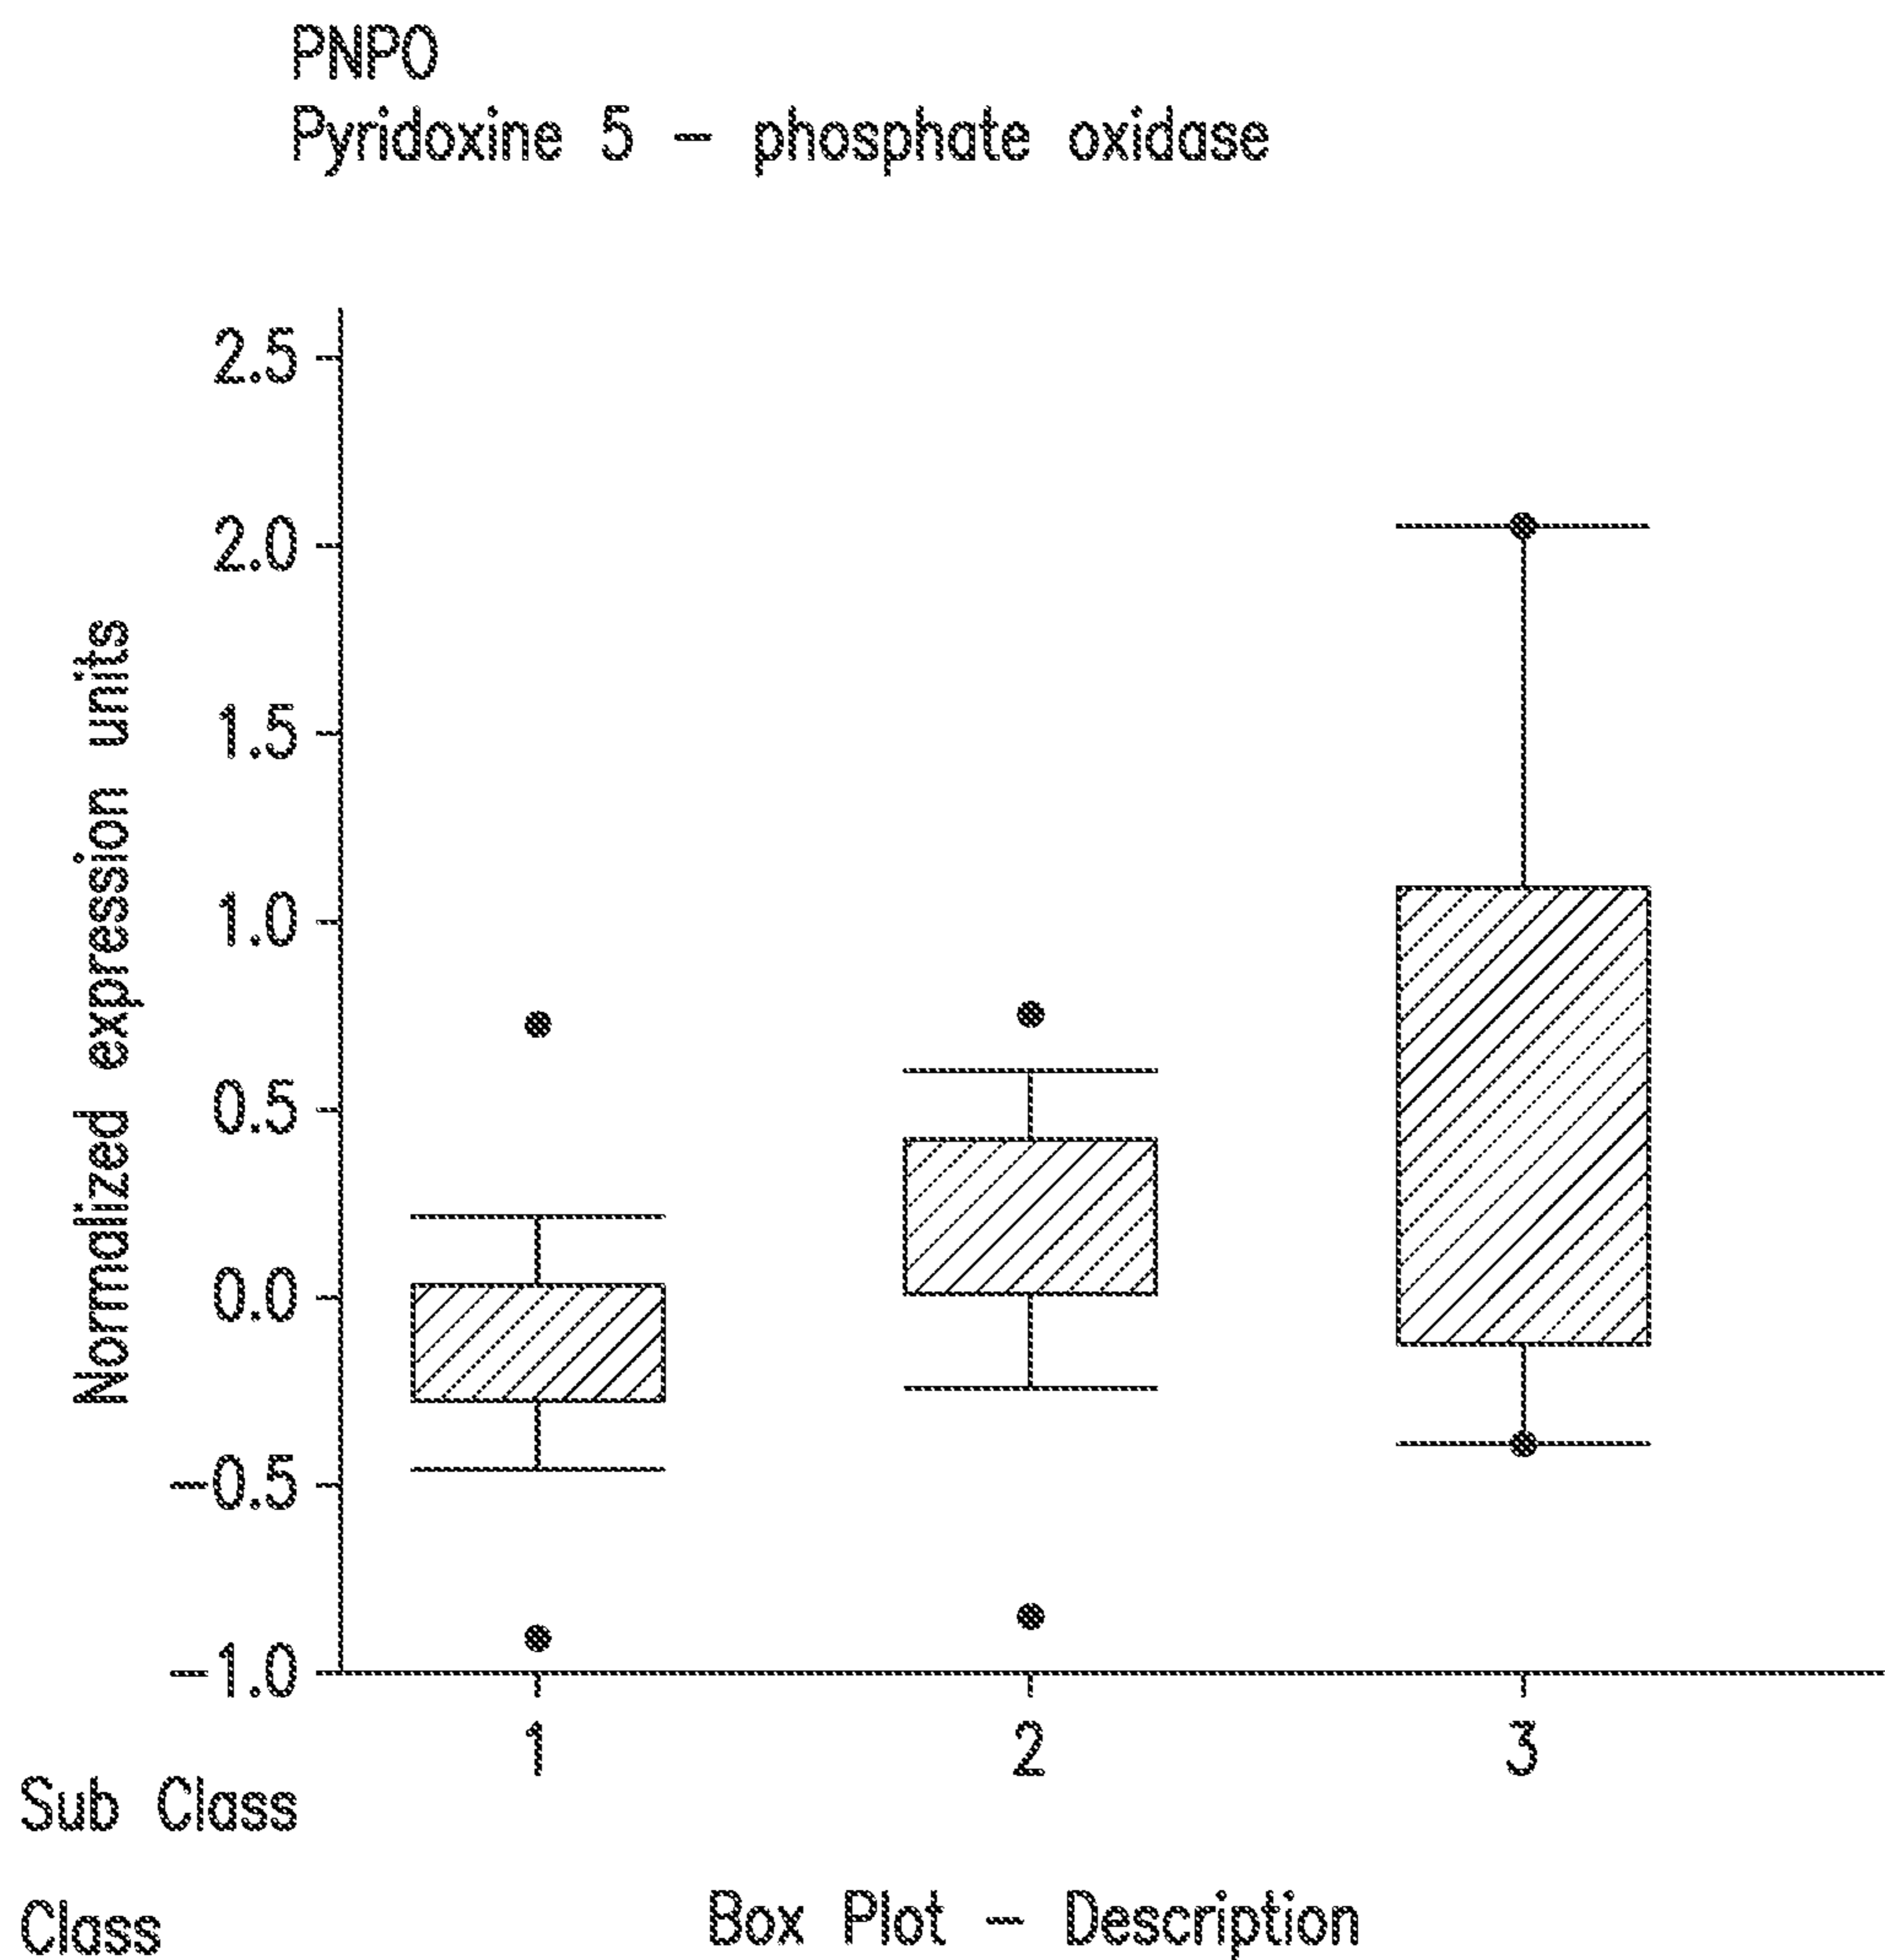 PNPO
Pyridoxine 5 – phosphate oxidase
Normalized expression units
2.5
2.0
1.5
1.0
0.5
0.0
–0.5
–1.0
1 2 3
Sub Class
Class
Box Plot – Description